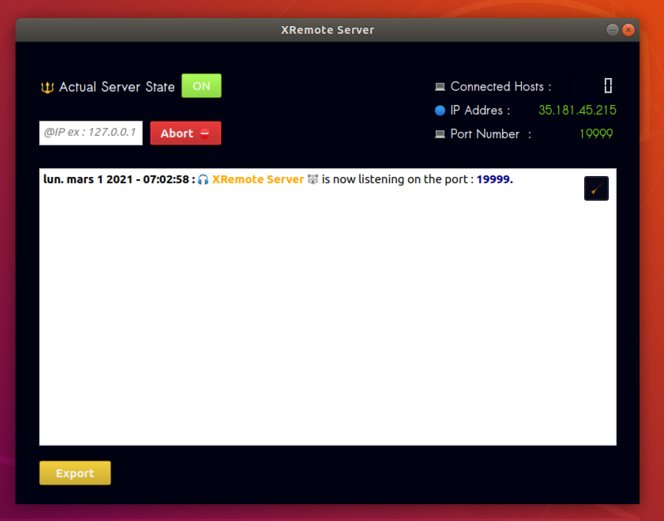 XRemote Server
Actual Server State ON
Connected Hosts : 0
IP Addres : 35.181.45.215
@IP ex : 127.0.0.1 Abort
Port Number : 19999
lun. mars 1 2021 - 07:02:58 : XRemote Server is now listening on the port : 19999.
Export